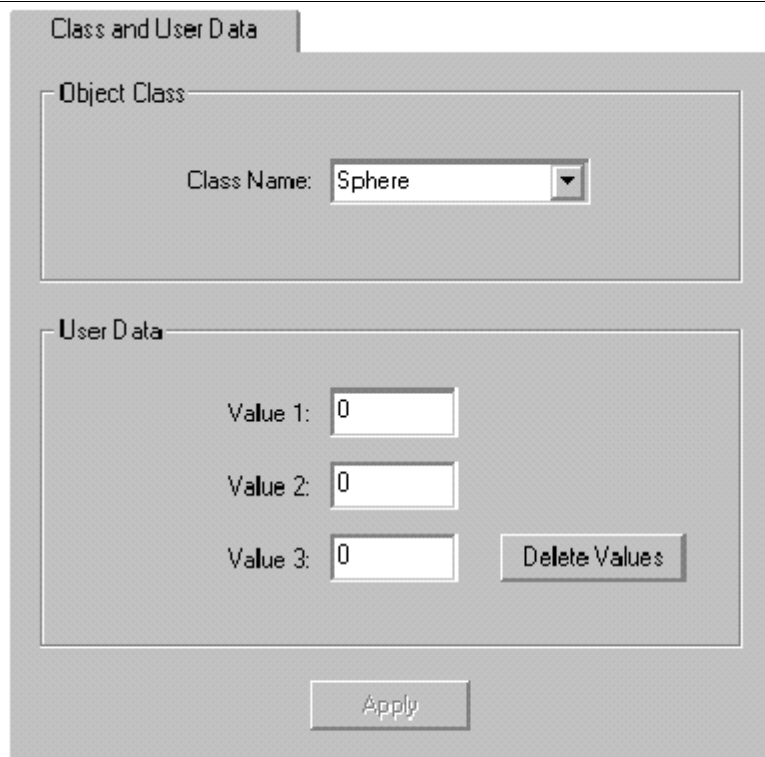 Class and User Data
Object Class
Class Name: Sphere
User Data
Value 1: 0
Value 2: 0
Value 3: 0 Delete Values
Apply